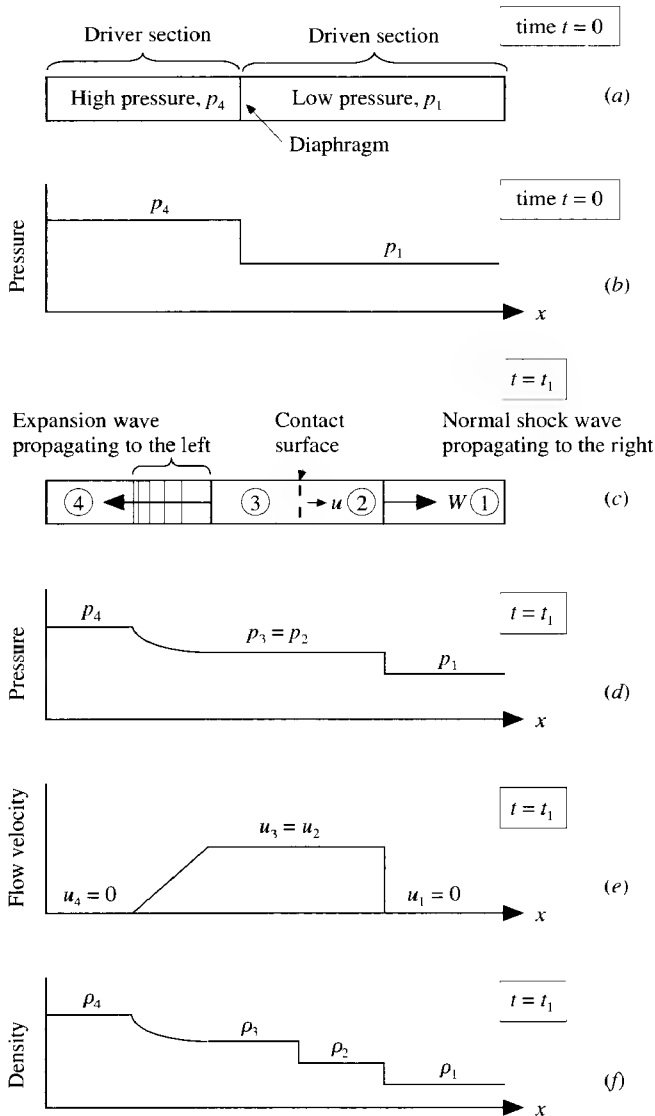 Driver section
Driven section
time t = 0
High pressure, p₄
Low pressure, p₁
(a)
Diaphragm
time t = 0
Pressure
p₄
p₁
(b)
x
t = t₁
Expansion wave
propagating to the left
Contact
surface
Normal shock wave
propagating to the right
④
③
u
②
W
①
(c)
t = t₁
Pressure
p₄
p₃ = p₂
p₁
(d)
x
t = t₁
Flow velocity
u₃ = u₂
u₄ = 0
u₁ = 0
(e)
x
t = t₁
Density
ρ₄
ρ₃
ρ₂
ρ₁
(f)
x